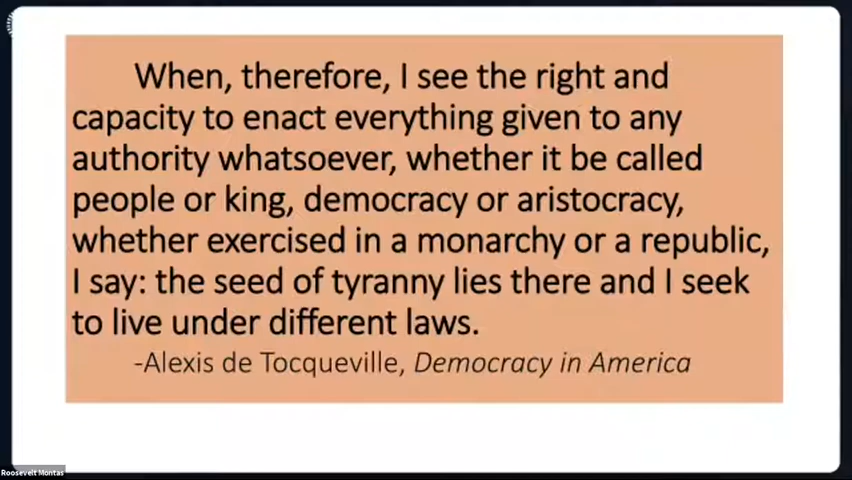 When, therefore, I see the right and
capacity to enact everything given to any
authority whatsoever, whether it be called
people or king, democracy or aristocracy,
whether exercised in a monarchy or a republic,
I say: the seed of tyranny lies there and I seek
to live under different laws.
-Alexis de Tocqueville, Democracy in America
Roosevelt Montas